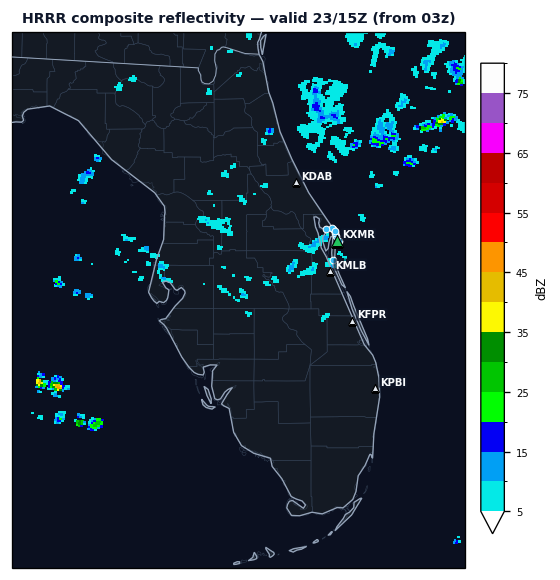 HRRR composite reflectivity — valid 23/15Z (from 03z)
KDAB
KXMR
KMLB
KFPR
KPBI
75
65
55
45
35
25
15
5
dBZ